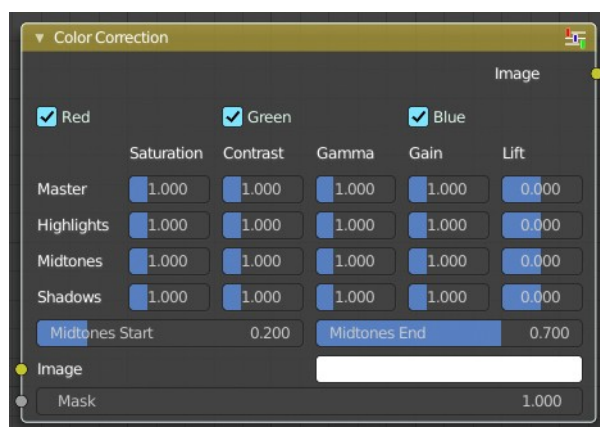 Color Correction
Image
Red Green Blue
Saturation Contrast Gamma Gain Lift
Master 1.000 1.000 1.000 1.000 0.000
Highlights 1.000 1.000 1.000 1.000 0.000
Midtones 1.000 1.000 1.000 1.000 0.000
Shadows 1.000 1.000 1.000 1.000 0.000
Midtones Start 0.200 Midtones End 0.700
Image
Mask 1.000